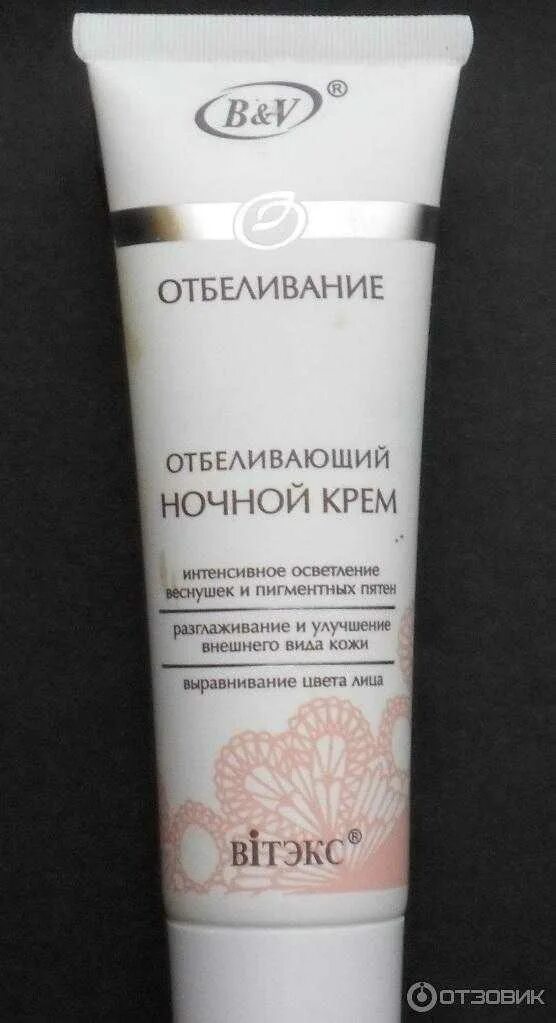 B&V®
ОТБЕЛИВАНИЕ
ОТБЕЛИВАЮЩИЙ
НОЧНОЙ КРЕМ
интенсивное осветление
веснушек и пигментных пятен
разглаживание и улучшение
внешнего вида кожи
выравнивание цвета лица
ВiТЭКС®
ОТЗОВИК